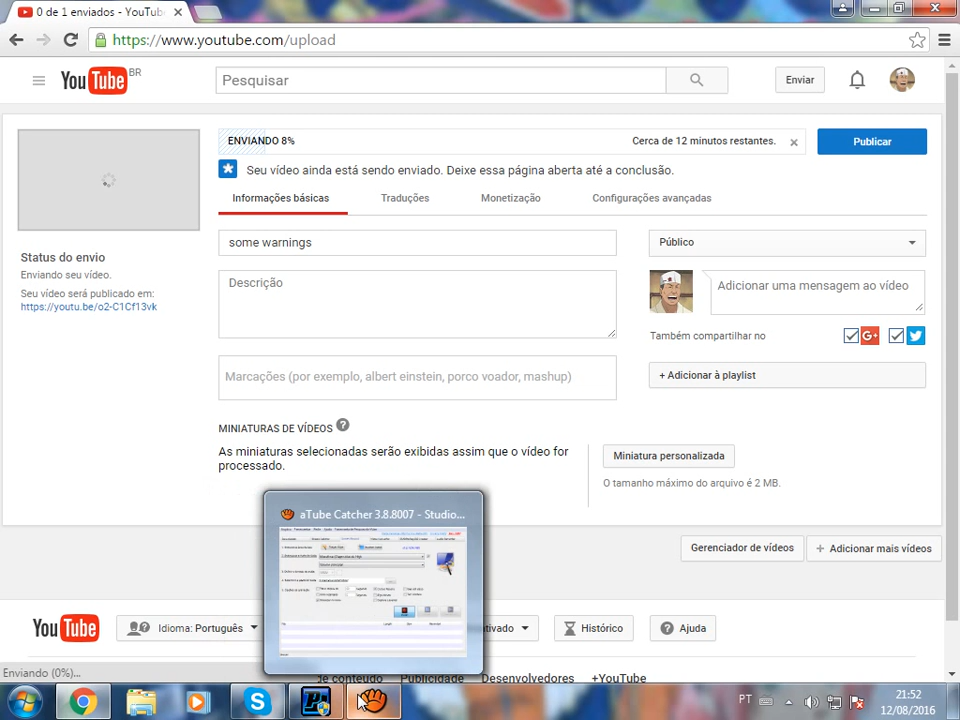 0 de 1 enviados - YouTub
https://www.youtube.com/upload
YouTube BR
Pesquisar
Enviar
ENVIANDO 8%
Cerca de 12 minutos restantes.
Publicar
Seu vídeo ainda está sendo enviado. Deixe essa página aberta até a conclusão.
Informações básicas
Traduções
Monetização
Configurações avançadas
some warnings
Público
Status do envio
Enviando seu vídeo.
Seu vídeo será publicado em:
https://youtu.be/o2-C1Cf13vk
Descrição
Adicionar uma mensagem ao vídeo
Também compartilhar no
G+
Marcações (por exemplo, albert einstein, porco voador, mashup)
+ Adicionar à playlist
MINIATURAS DE VÍDEOS ?
As miniaturas selecionadas serão exibidas assim que o vídeo for
processado.
Miniatura personalizada
O tamanho máximo do arquivo é 2 MB.
aTube Catcher 3.8.8007 - Studio...
Gerenciador de vídeos
+ Adicionar mais vídeos
YouTube
Idioma: Português
tivado
Histórico
Ajuda
Enviando (0%)...
de conteúdo
Publicidade
Desenvolvedores
+YouTube
PT
21:52
12/08/2016